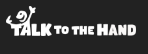 TALK TO THE HAND